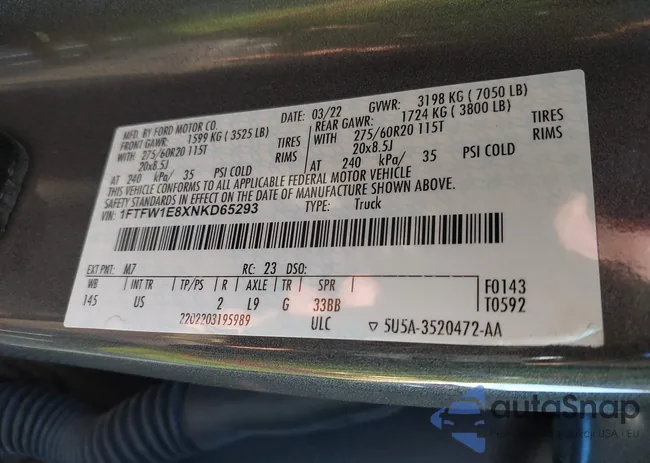 MFD. BY FORD MOTOR CO.
DATE: 03/22 GVWR: 3198 KG ( 7050 LB)
FRONT GAWR: 1599 KG ( 3525 LB) REAR GAWR: 1724 KG ( 3800 LB)
WITH 275/60R20 115T TIRES WITH 275/60R20 115T TIRES
20x8.5J RIMS 20x8.5J RIMS
AT 240 kPa/ 35 PSI COLD AT 240 kPa/ 35 PSI COLD
THIS VEHICLE CONFORMS TO ALL APPLICABLE FEDERAL MOTOR VEHICLE
SAFETY STANDARDS IN EFFECT ON THE DATE OF MANUFACTURE SHOWN ABOVE.
VIN: 1FTFW1E8XNKD65293 TYPE: Truck
EXT PNT: M7 RC: 23 DSO:
WB INT TR TP/PS R AXLE TR SPR F0143
145 US 2 L9 G 33BB T0592
2202203195989 ULC ▽ 5U5A-3520472-AA
autoSnap